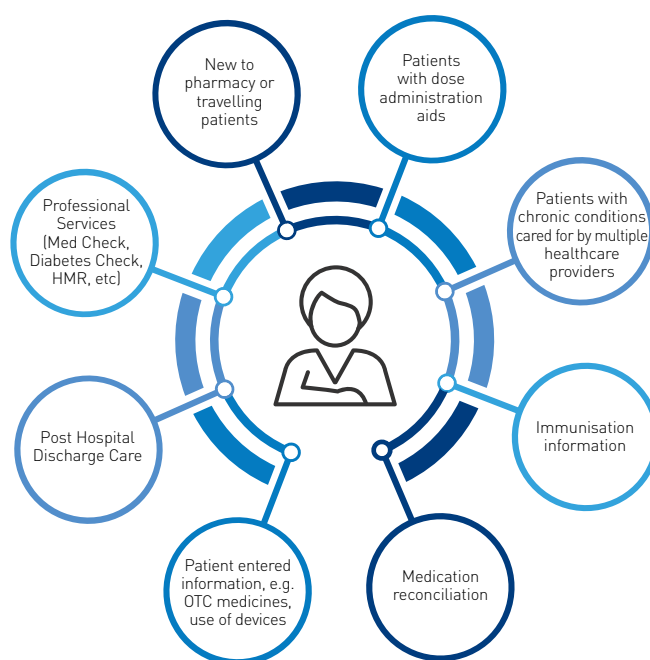 New to
pharmacy or
travelling
patients
Patients
with dose
administration
aids
Professional
Services
(Med Check,
Diabetes Check,
HMR, etc)
Patients with
chronic conditions
cared for by multiple
healthcare
providers
Post Hospital
Discharge Care
Immunisation
information
Patient entered
information, e.g.
OTC medicines,
use of devices
Medication
reconciliation